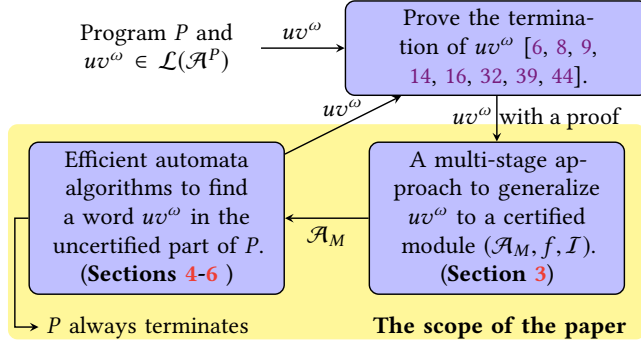 Program P and
uv^ω ∈ L(A^P)
uv^ω
Prove the termina-
tion of uv^ω [6, 8, 9,
14, 16, 32, 39, 44].
uv^ω
uv^ω with a proof
Efficient automata
algorithms to find
a word uv^ω in the
uncertified part of P.
(Sections 4-6 )
A_M
A multi-stage ap-
proach to generalize
uv^ω to a certified
module (A_M, f, I).
(Section 3)
P always terminates
The scope of the paper